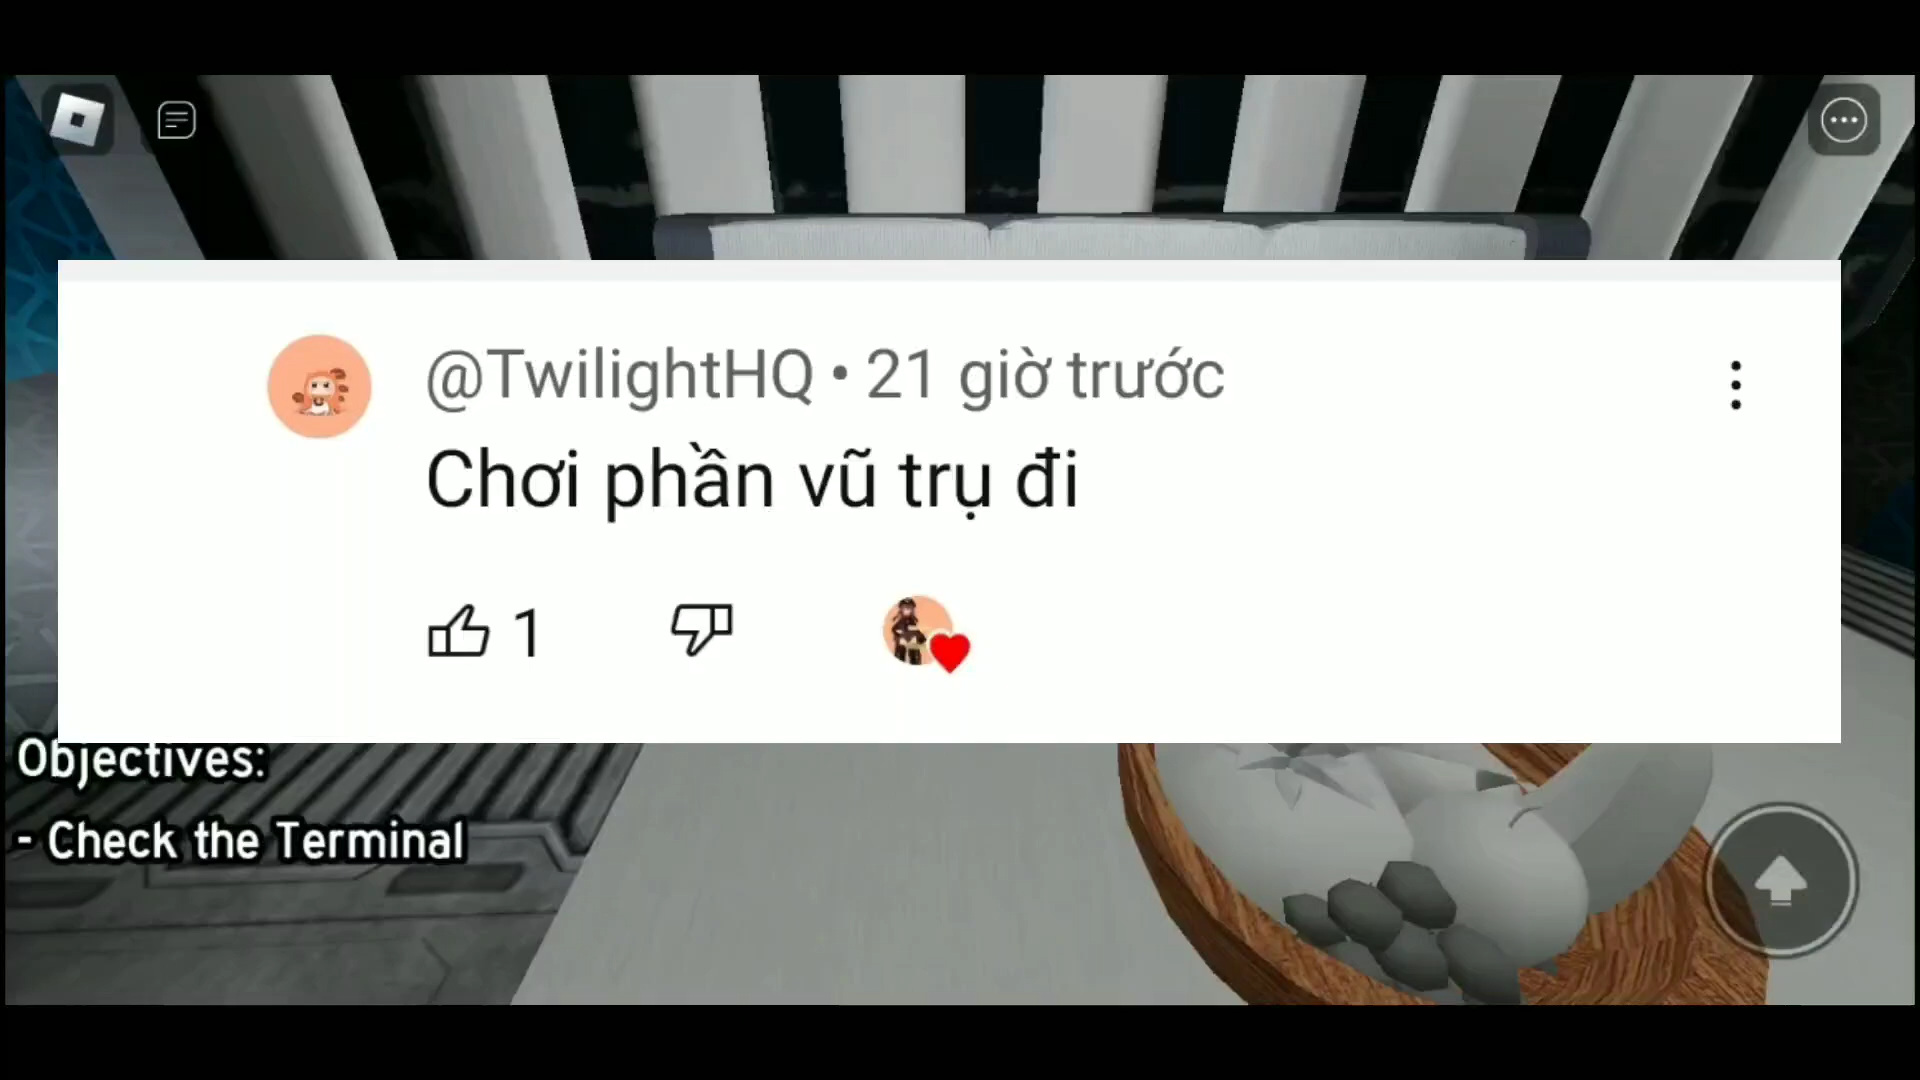 @TwilightHQ • 21 giờ trước
Chơi phần vũ trụ đi
1
Objectives:
- Check the Terminal